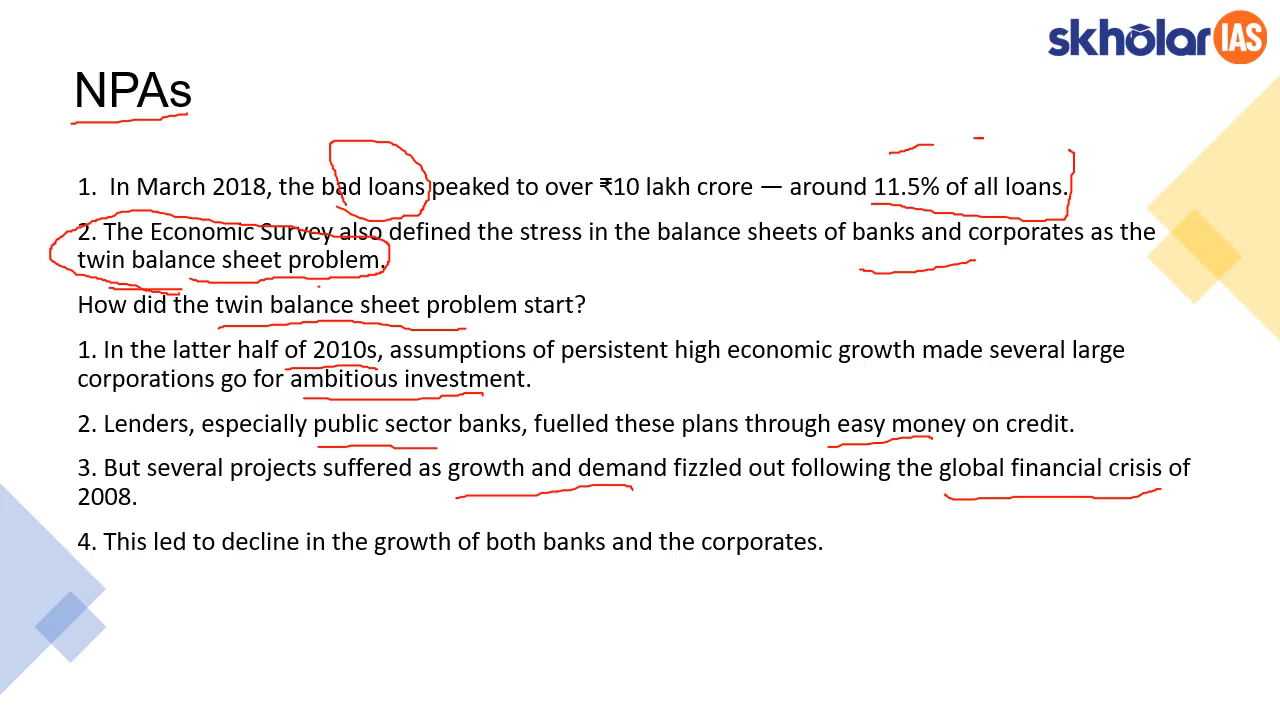 skholar IAS
NPAs
1.  In March 2018, the bad loans peaked to over ₹10 lakh crore — around 11.5% of all loans.
2. The Economic Survey also defined the stress in the balance sheets of banks and corporates as the
twin balance sheet problem.
How did the twin balance sheet problem start?
1. In the latter half of 2010s, assumptions of persistent high economic growth made several large
corporations go for ambitious investment.
2. Lenders, especially public sector banks, fuelled these plans through easy money on credit.
3. But several projects suffered as growth and demand fizzled out following the global financial crisis of
2008.
4. This led to decline in the growth of both banks and the corporates.